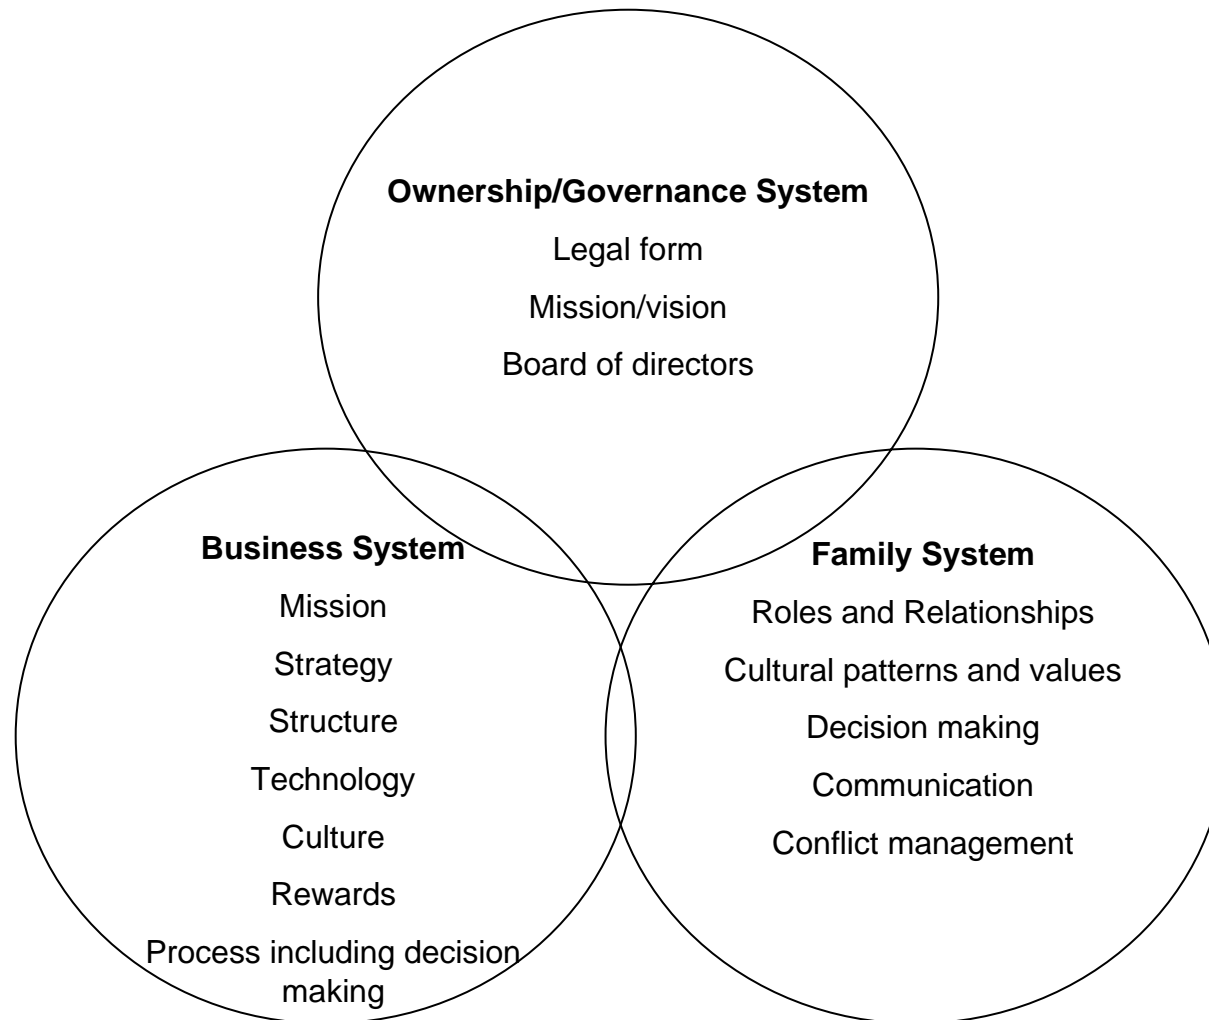 Ownership/Governance System
Legal form
Mission/vision
Board of directors
Business System
Mission
Strategy
Structure
Technology
Culture
Rewards
Process including decision
making
Family System
Roles and Relationships
Cultural patterns and values
Decision making
Communication
Conflict management